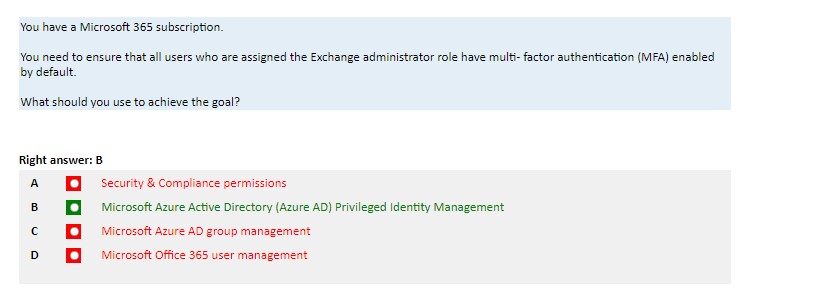 You have a Microsoft 365 subscription.
You need to ensure that all users who are assigned the Exchange administrator role have multi- factor authentication (MFA) enabled
by default.
What should you use to achieve the goal?
Right answer: B
A Security & Compliance permissions
B Microsoft Azure Active Directory (Azure AD) Privileged Identity Management
C Microsoft Azure AD group management
D Microsoft Office 365 user management